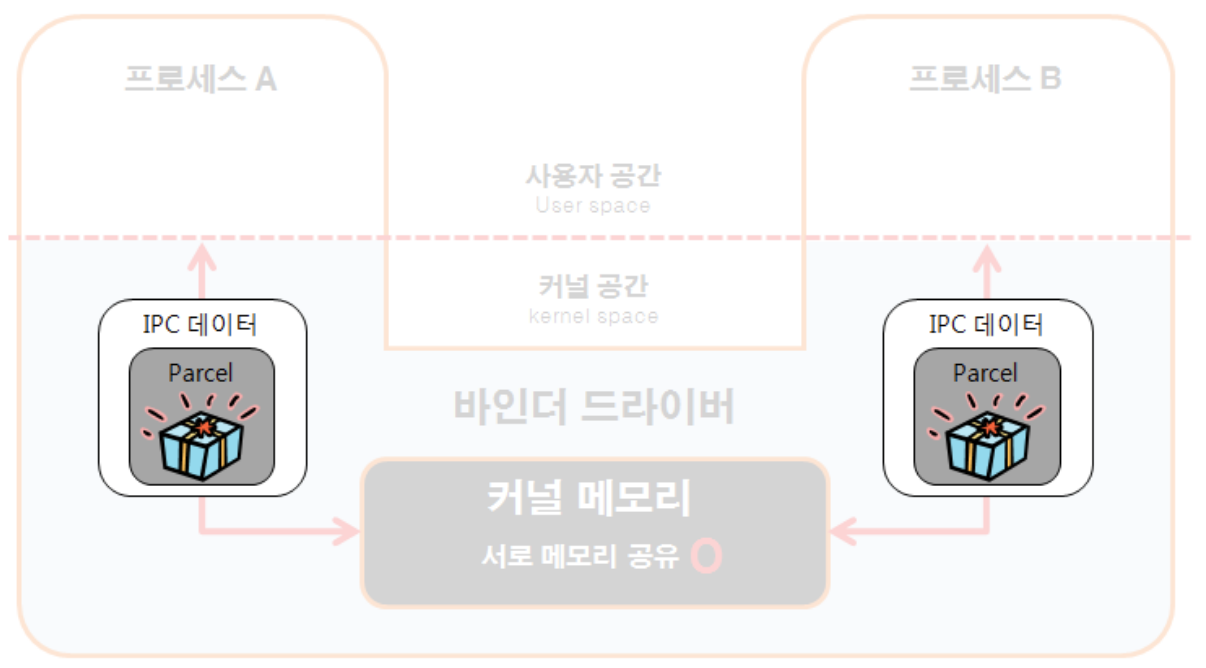 프로세스 A
프로세스 B
사용자 공간
User space
커널 공간
kernel space
IPC 데이터
Parcel
IPC 데이터
Parcel
바인더 드라이버
커널 메모리
서로 메모리 공유 O